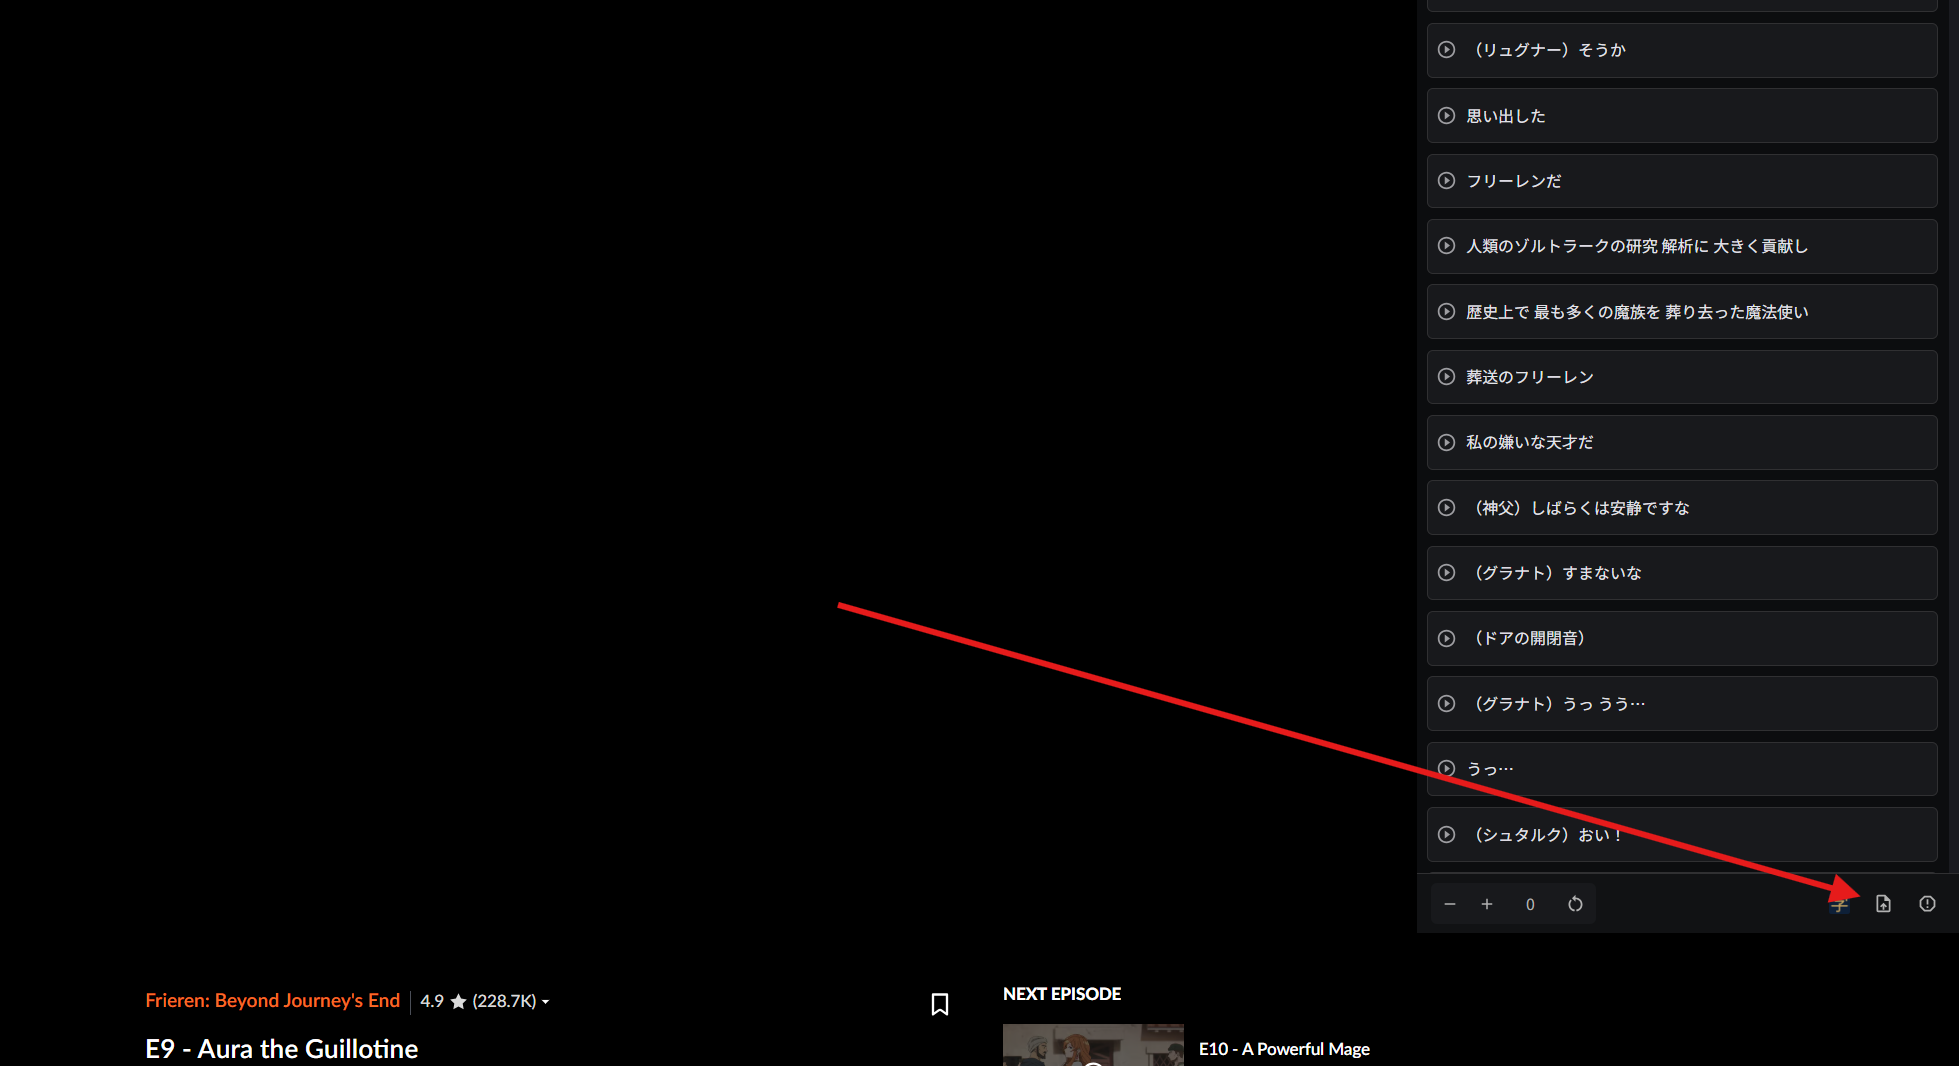 （リュグナー）そうか
思い出した
フリーレンだ
人類のゾルトラークの研究 解析に 大きく貢献し
歴史上で 最も多くの魔族を 葬り去った魔法使い
葬送のフリーレン
私の嫌いな天才だ
（神父）しばらくは安静ですな
（グラナト）すまないな
（ドアの開閉音）
（グラナト）うっ うう…
うっ…
（シュタルク）おい！
− + 0
Frieren: Beyond Journey's End 4.9 ★ (228.7K)
E9 - Aura the Guillotine
NEXT EPISODE
E10 - A Powerful Mage